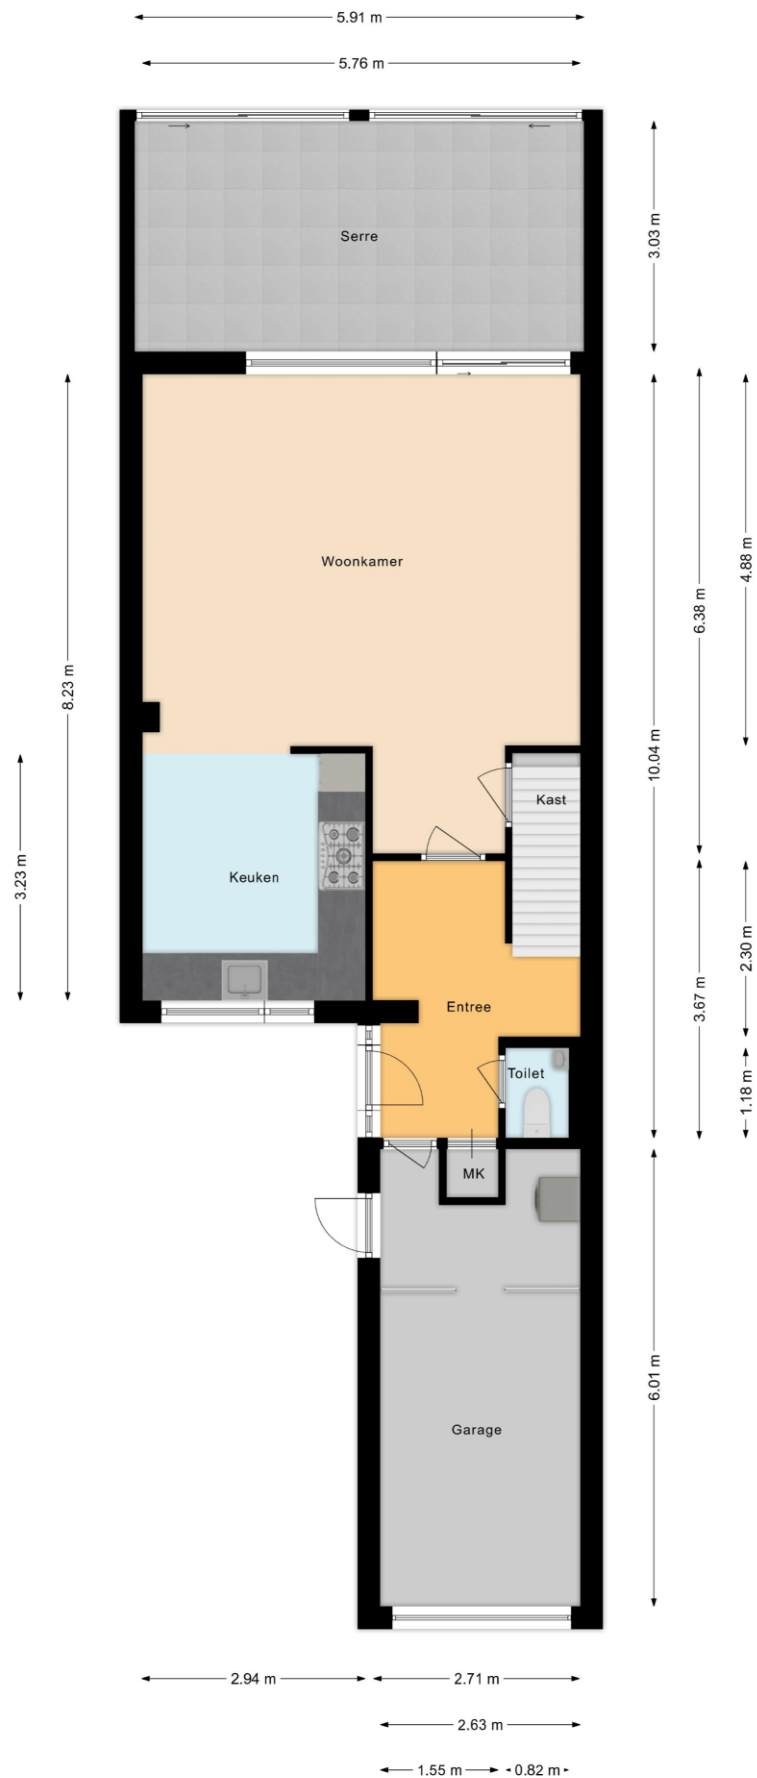 5.91 m
5.76 m
Serre
3.03 m
Woonkamer
4.88 m
6.38 m
8.23 m
10.04 m
Kast
Keuken
3.23 m
2.30 m
3.67 m
Entree
Toilet
1.18 m
MK
6.01 m
Garage
2.94 m
2.71 m
2.63 m
1.55 m
0.82 m